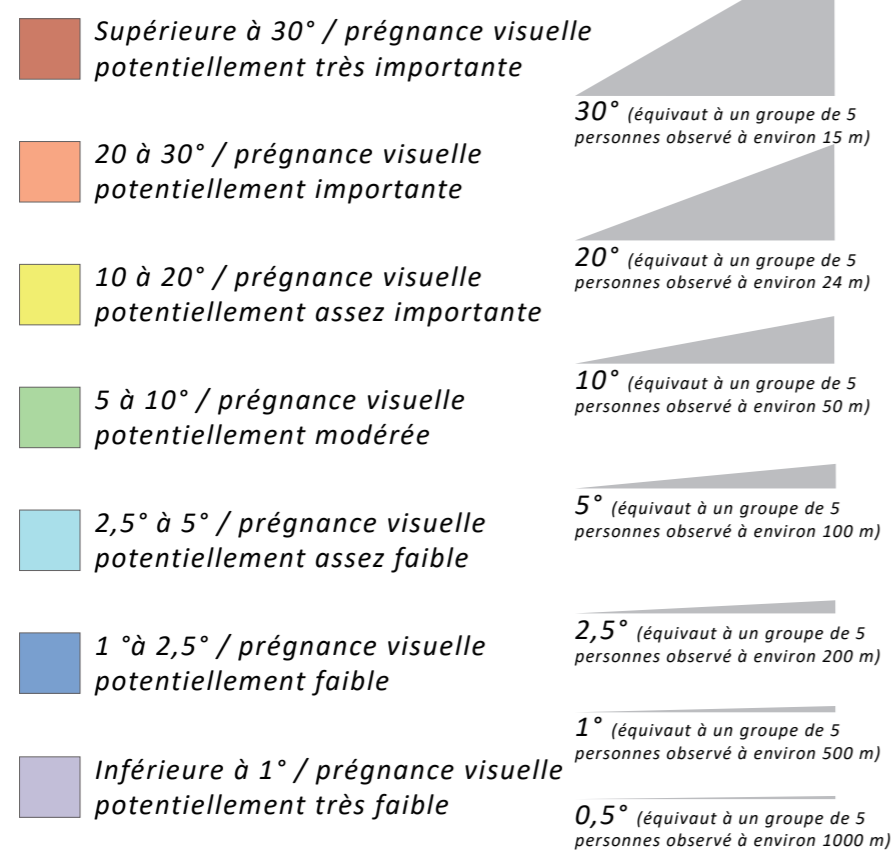 Supérieure à 30° / prégnance visuelle
potentiellement très importante
20 à 30° / prégnance visuelle
potentiellement importante
10 à 20° / prégnance visuelle
potentiellement assez importante
5 à 10° / prégnance visuelle
potentiellement modérée
2,5° à 5° / prégnance visuelle
potentiellement assez faible
1 °à 2,5° / prégnance visuelle
potentiellement faible
Inférieure à 1° / prégnance visuelle
potentiellement très faible
30° (équivaut à un groupe de 5
personnes observé à environ 15 m)
20° (équivaut à un groupe de 5
personnes observé à environ 24 m)
10° (équivaut à un groupe de 5
personnes observé à environ 50 m)
5° (équivaut à un groupe de 5
personnes observé à environ 100 m)
2,5° (équivaut à un groupe de 5
personnes observé à environ 200 m)
1° (équivaut à un groupe de 5
personnes observé à environ 500 m)
0,5° (équivaut à un groupe de 5
personnes observé à environ 1000 m)